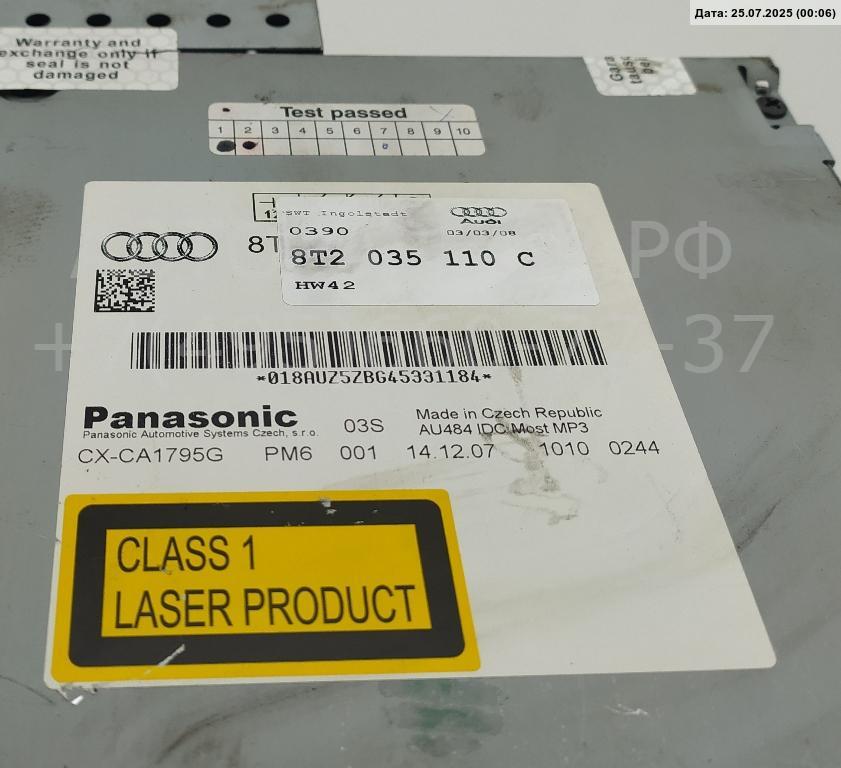 Дата: 25.07.2025 (00:06)
Warranty and
exchange only if
seal is not
damaged
Test passed
1 2 3 4 5 6 7 8 9 10
SWT Ingolstadt
Audi
0390
03/03/08
8T
8T2 035 110 C
HW42
РФ
37
*018AUZ5ZBG45331184*
Panasonic
Panasonic Automotive Systems Czech, s.r.o.
03S
Made in Czech Republic
AU484 IDC Most MP3
CX-CA1795G PM6 001 14.12.07 1010 0244
CLASS 1
LASER PRODUCT